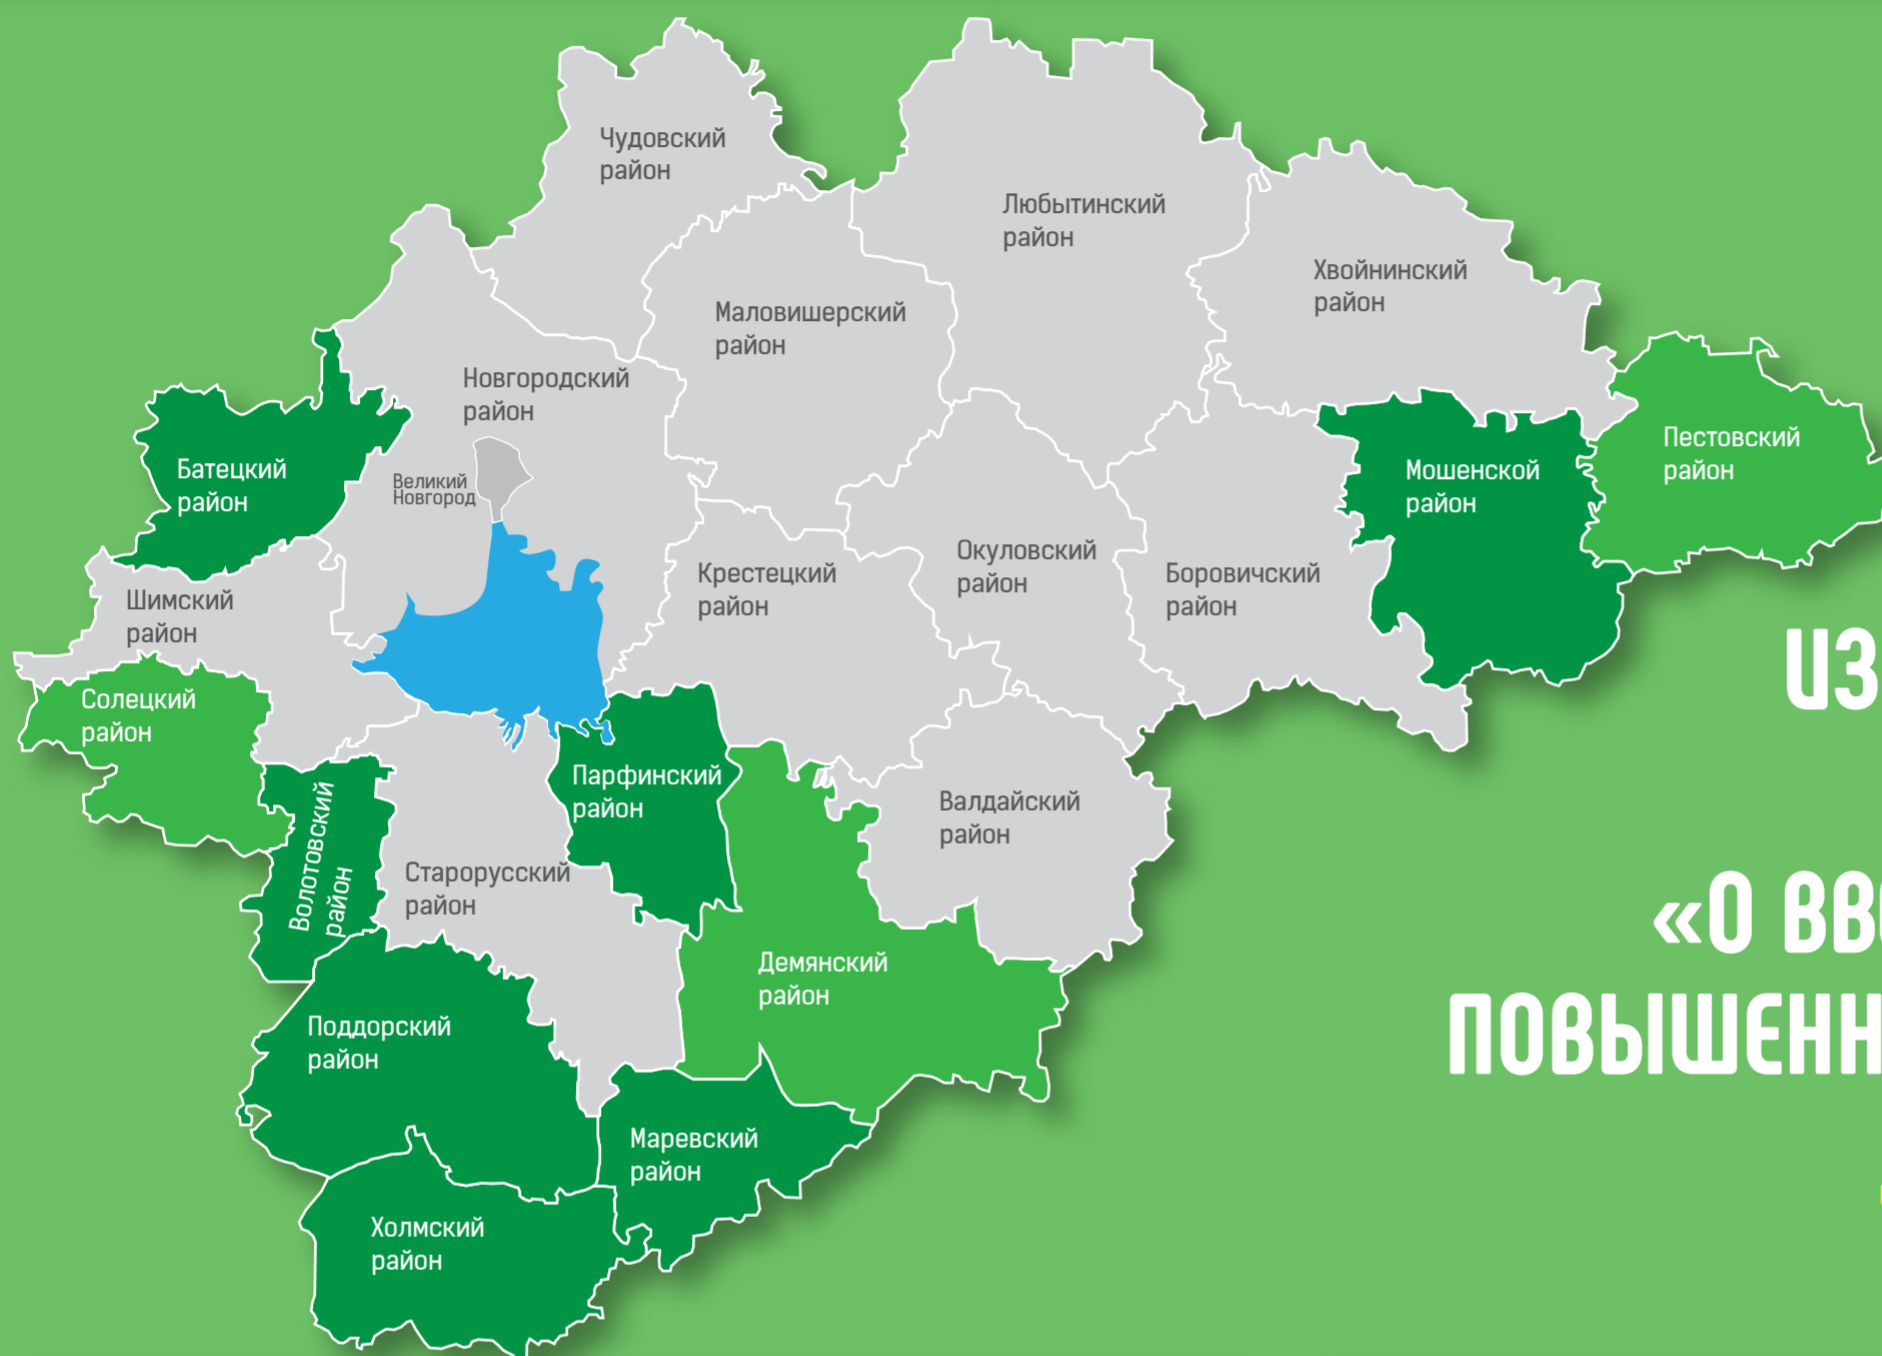 Чудовский
район
Любытинский
район
Хвойнинский
район
Маловишерский
район
Новгородский
район
Великий
Новгород
Батецкий
район
Пестовский
район
Мошенской
район
Окуловский
район
Крестецкий
район
Боровичский
район
Шимский
район
Солецкий
район
Парфинский
район
Валдайский
район
Волотовский
район
Старорусский
район
Демянский
район
Поддорский
район
Маревский
район
Холмский
район
ИЗ
«О ВВ
ПОВЫШЕНН